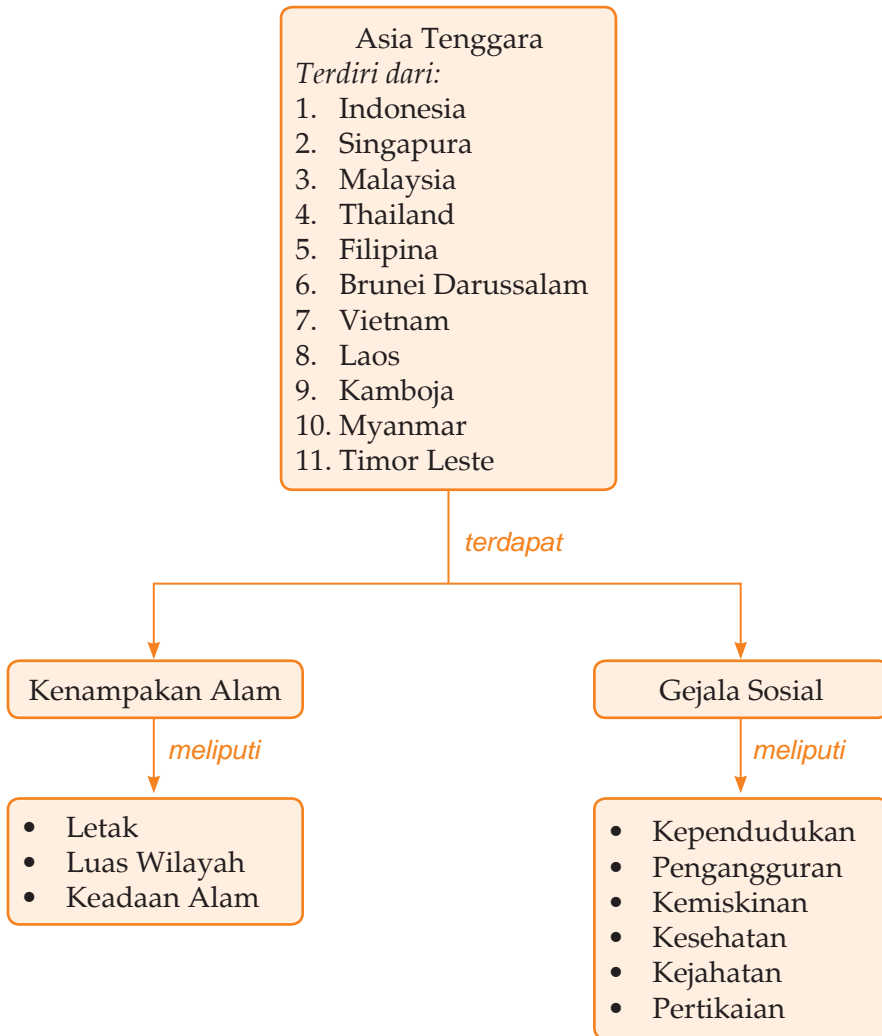 Asia Tenggara
Terdiri dari:
1. Indonesia
2. Singapura
3. Malaysia
4. Thailand
5. Filipina
6. Brunei Darussalam
7. Vietnam
8. Laos
9. Kamboja
10. Myanmar
11. Timor Leste
terdapat
Kenampakan Alam
meliputi
• Letak
• Luas Wilayah
• Keadaan Alam
Gejala Sosial
meliputi
• Kependudukan
• Pengangguran
• Kemiskinan
• Kesehatan
• Kejahatan
• Pertikaian